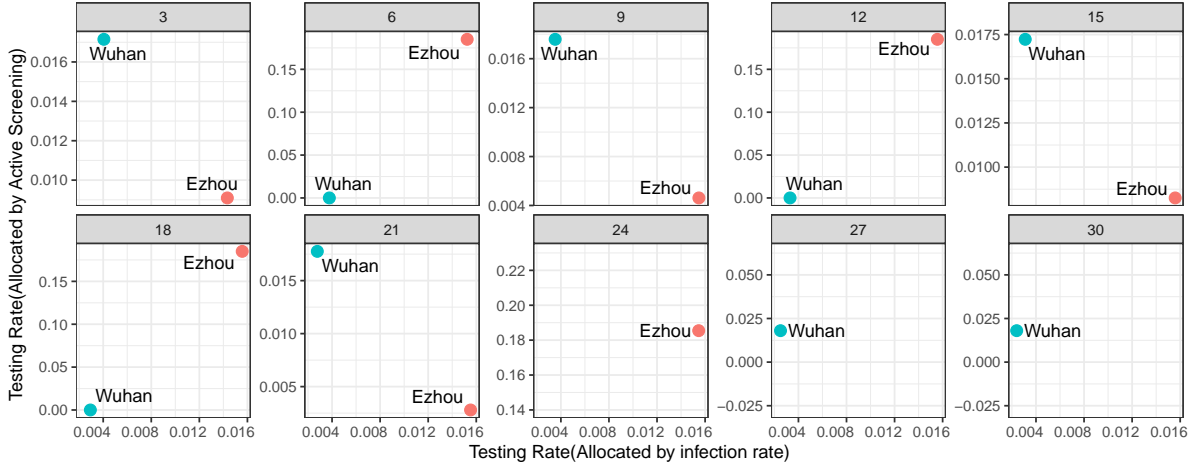 Testing Rate(Allocated by Active Screening)
3
6
9
12
15
0.016
0.014
0.012
0.010
Wuhan
Ezhou
0.15
0.10
0.05
0.00
Ezhou
Wuhan
0.016
0.012
0.008
0.004
Wuhan
Ezhou
0.15
0.10
0.05
0.00
Ezhou
Wuhan
0.0175
0.0150
0.0125
0.0100
Wuhan
Ezhou
18
21
24
27
30
0.15
0.10
0.05
0.00
Ezhou
Wuhan
0.015
0.010
0.005
Wuhan
Ezhou
0.22
0.20
0.18
0.16
0.14
Ezhou
0.050
0.025
0.000
−0.025
Wuhan
0.050
0.025
0.000
−0.025
Wuhan
0.004 0.008 0.012 0.016
0.004 0.008 0.012 0.016
0.004 0.008 0.012 0.016
0.004 0.008 0.012 0.016
0.004 0.008 0.012 0.016
Testing Rate(Allocated by infection rate)